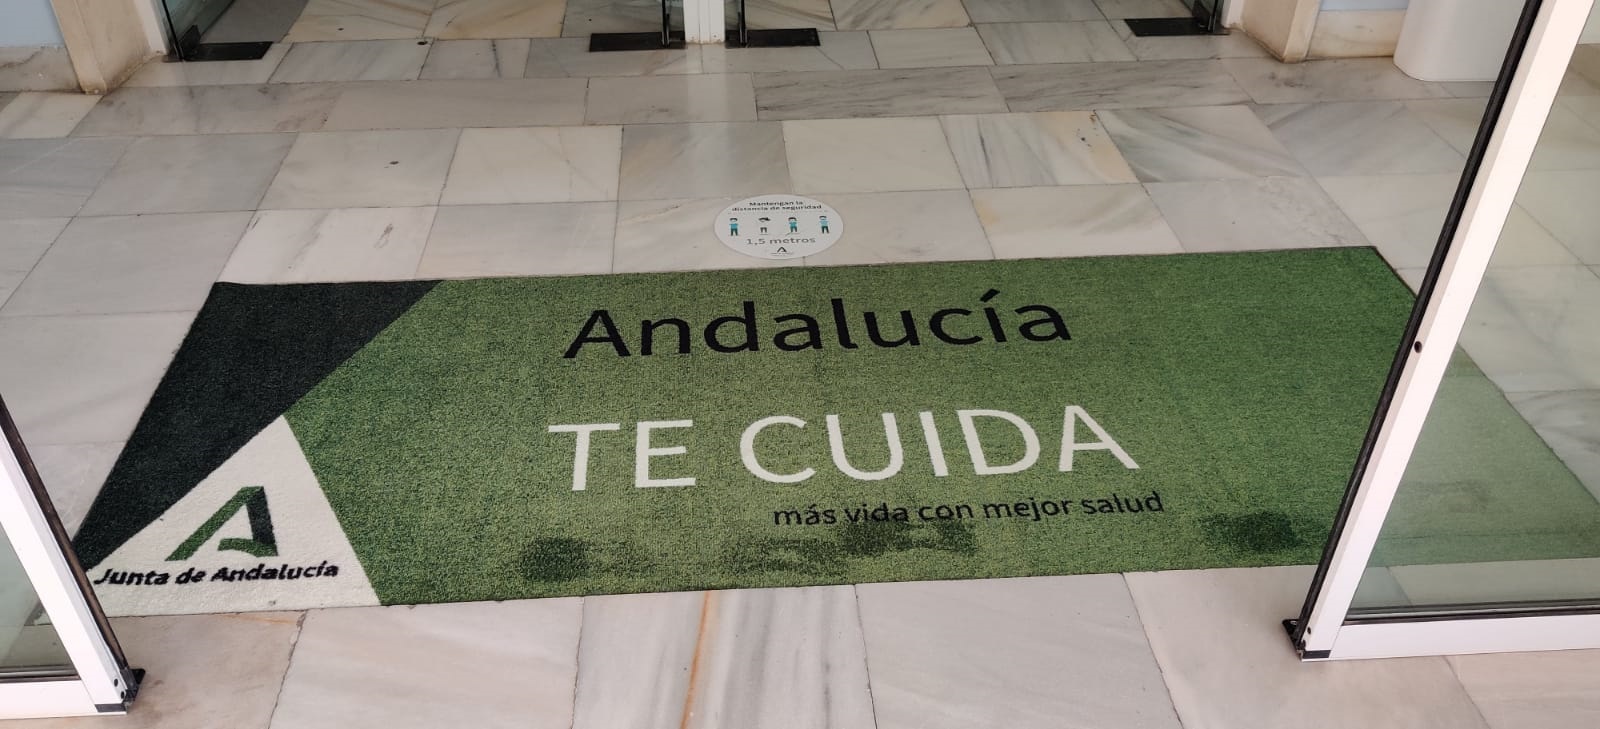 Mantengan la
distancia de seguridad
1,5 metros
Andalucía
TE CUIDA
más vida con mejor salud
Junta de Andalucía